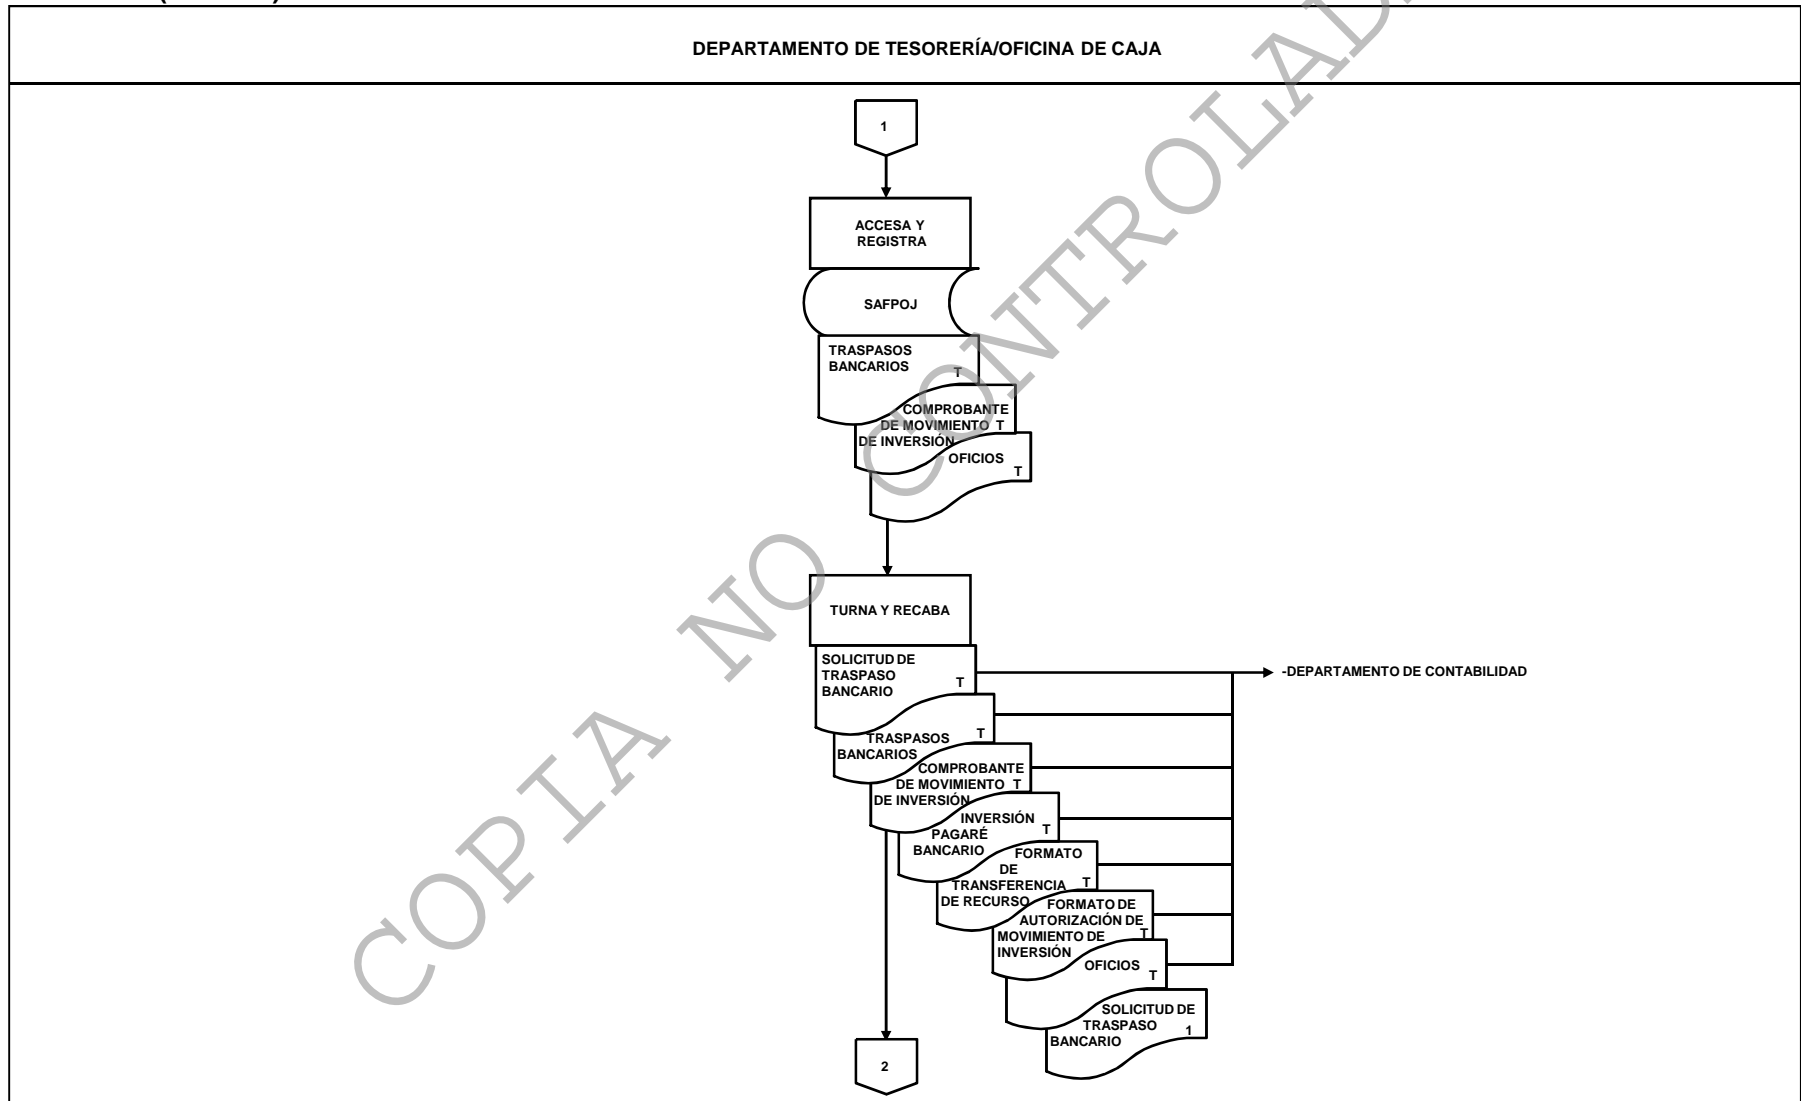 DEPARTAMENTO DE TESORERÍA/OFICINA DE CAJA
1
ACCESA Y
REGISTRA
SAFPOJ
TRASPASOS
BANCARIOS
T
COMPROBANTE
DE MOVIMIENTO T
DE INVERSIÓN
OFICIOS
T
TURNA Y RECABA
SOLICITUD DE
TRASPASO
BANCARIO
T
-DEPARTAMENTO DE CONTABILIDAD
TRASPASOS
BANCARIOS
T
COMPROBANTE
DE MOVIMIENTO T
DE INVERSIÓN
INVERSIÓN
PAGARÉ
BANCARIO
T
FORMATO
DE
TRANSFERENCIA
DE RECURSO
T
FORMATO DE
AUTORIZACIÓN DE
MOVIMIENTO DE
INVERSIÓN
T
OFICIOS
T
SOLICITUD DE
TRASPASO
BANCARIO
1
2
COPIA NO CONTROLAD